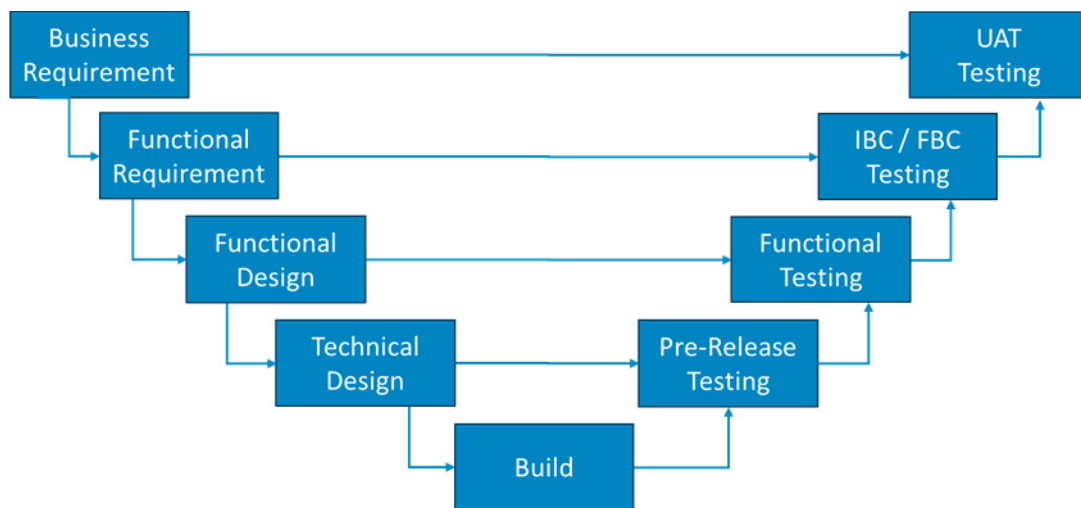 Business
Requirement
UAT
Testing
Functional
Requirement
IBC / FBC
Testing
Functional
Design
Functional
Testing
Technical
Design
Pre-Release
Testing
Build